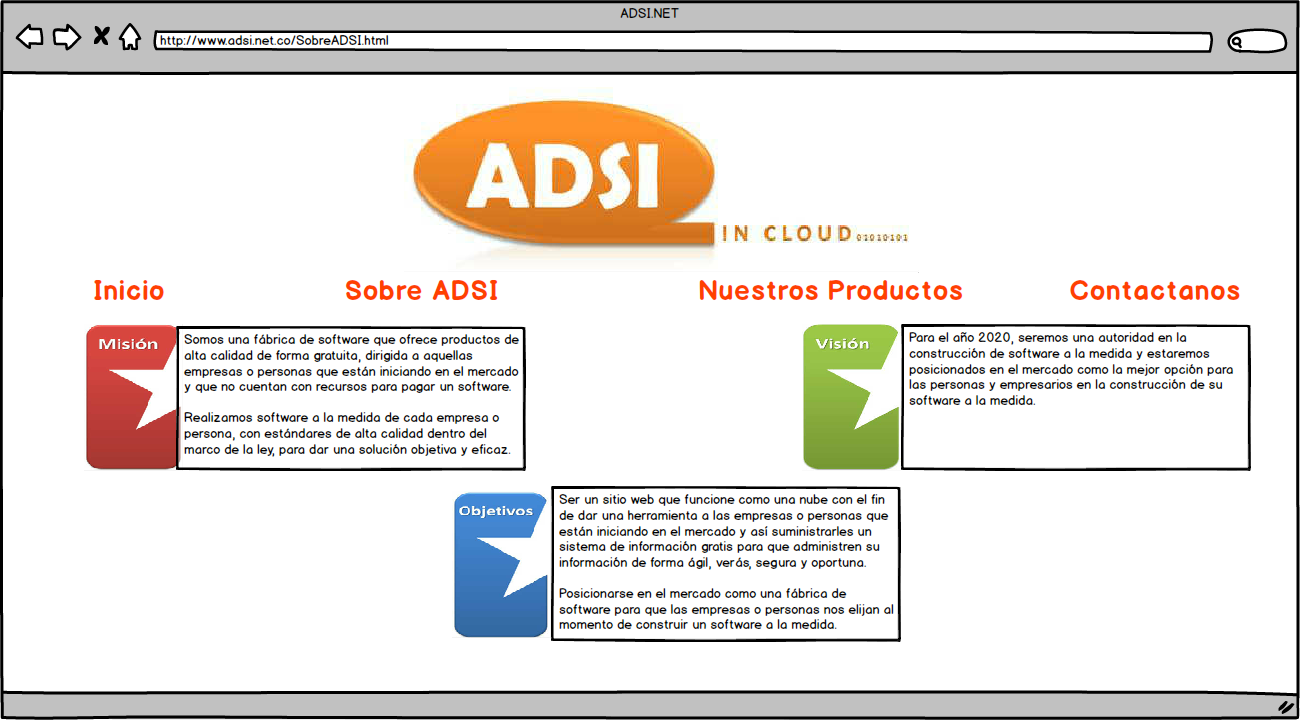 ADSI.NET
http://www.adsi.net.co/SobreADSI.html
ADSI
IN CLOUD 01010101
Inicio
Sobre ADSI
Nuestros Productos
Contactanos
Misión
Somos una fábrica de software que ofrece productos de
alta calidad de forma gratuita, dirigida a aquellas
empresas o personas que están iniciando en el mercado
y que no cuentan con recursos para pagar un software.
Realizamos software a la medida de cada empresa o
persona, con estándares de alta calidad dentro del
marco de la ley, para dar una solución objetiva y eficaz.
Visión
Para el año 2020, seremos una autoridad en la
construcción de software a la medida y estaremos
posicionados en el mercado como la mejor opción para
las personas y empresarios en la construcción de su
software a la medida.
Objetivos
Ser un sitio web que funcione como una nube con el fin
de dar una herramienta a las empresas o personas que
están iniciando en el mercado y así suministrarles un
sistema de información gratis para que administren su
información de forma ágil, verás, segura y oportuna.
Posicionarse en el mercado como una fábrica de
software para que las empresas o personas nos elijan al
momento de construir un software a la medida.